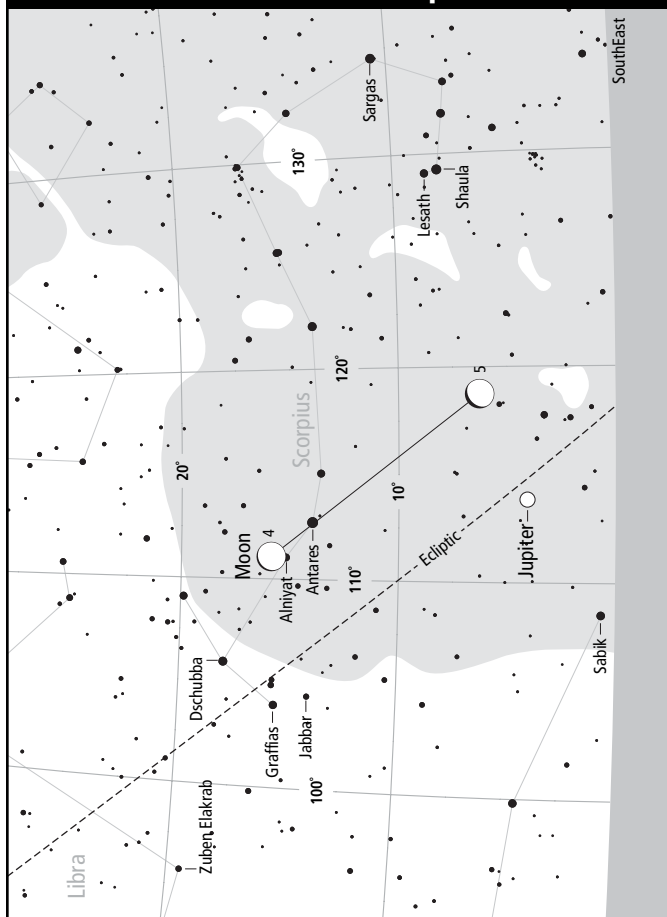 Libra
20°
Dschubba
Zuben Elakrab
Moon
4
Graffias
Alniyat
130°
Scorpius
Jabbar
Antares
100°
120°
110°
Sargas
10°
Lesath
Ecliptic
Shaula
5
Jupiter
Sabik
SouthEast